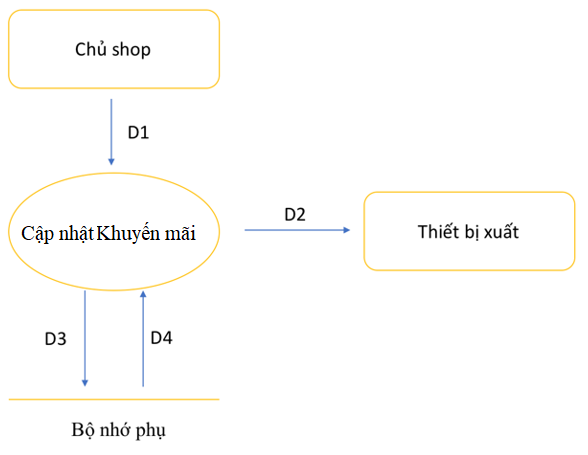 Chủ shop
D1
Cập nhật Khuyến mãi
D2
Thiết bị xuất
D3
D4
Bộ nhớ phụ